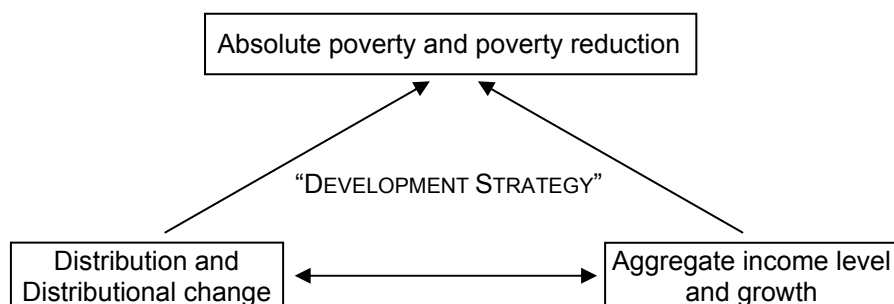 Absolute poverty and poverty reduction
“DEVELOPMENT STRATEGY”
Distribution and
Distributional change
Aggregate income level
and growth